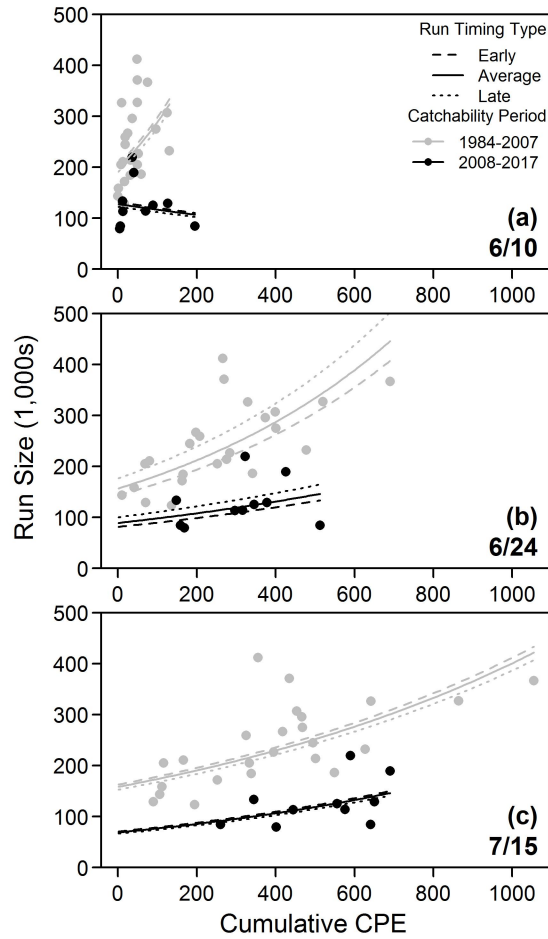 500
400
300
200
100
0
Run Timing Type
Early
Average
Late
Catchability Period
1984-2007
2008-2017
(a)
6/10
0 200 400 600 800 1000
500
400
300
200
100
0
(b)
6/24
0 200 400 600 800 1000
Run Size (1,000s)
500
400
300
200
100
0
(c)
7/15
0 200 400 600 800 1000
Cumulative CPE